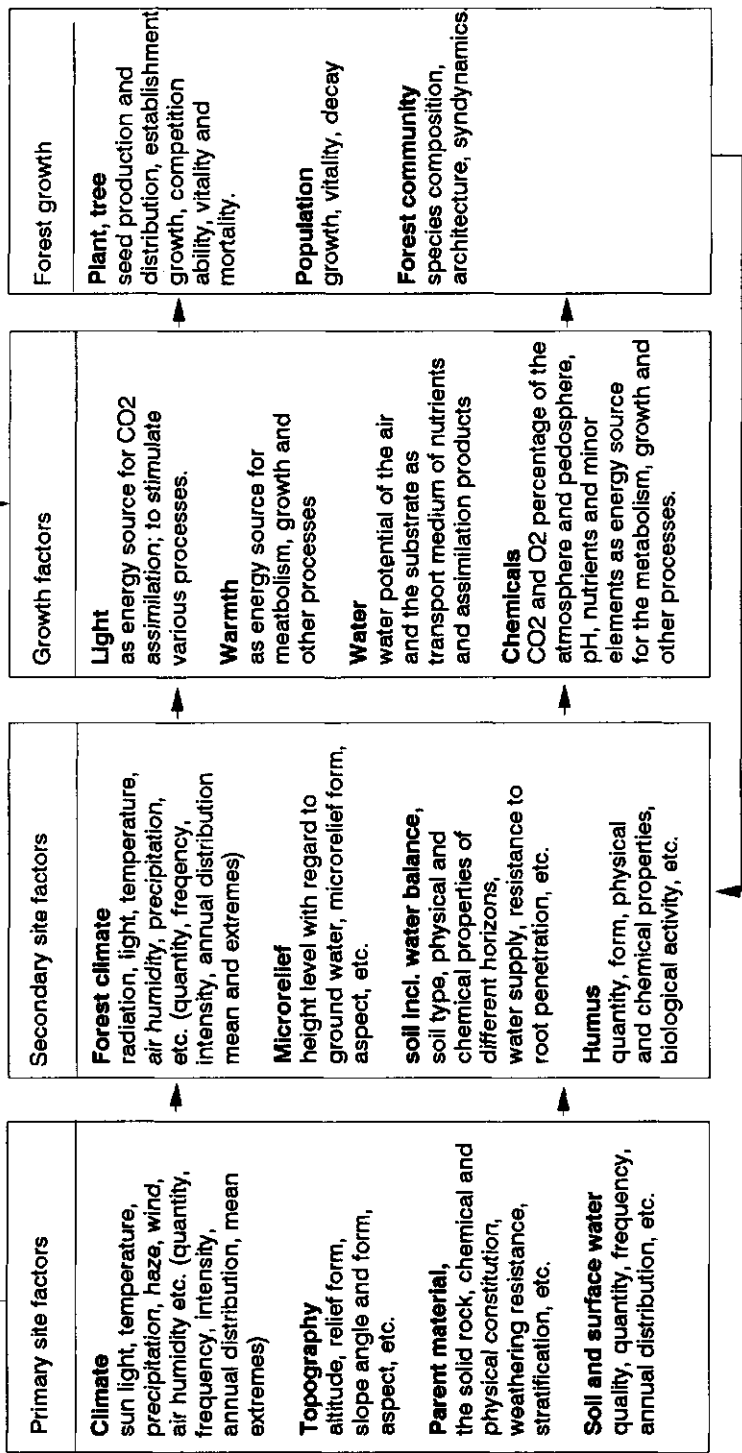 Primary site factors
Climate
sun light, temperature,
precipitation, haze, wind,
air humidity etc. (quantity,
frequency, intensity,
annual distribution, mean
extremes)
Topography
altitude, relief form,
slope angle and form,
aspect, etc.
Parent material,
the solid rock, chemical and
physical constitution,
weathering resistance,
stratification, etc.
Soil and surface water
quality, quantity, frequency,
annual distribution, etc.
Secondary site factors
Forest climate
radiation, light, temperature,
air humidity, precipitation,
etc. (quantity, freqency,
intensity, annual distribution
mean and extremes)
Microrelief
height level with regard to
ground water, microrelief form,
aspect, etc.
soil incl. water balance,
soil type, physical and
chemical properties of
different horizons,
water supply, resistance to
root penetration, etc.
Humus
quantity, form, physical
and chemical properties,
biological activity, etc.
Growth factors
Light
as energy source for CO2
assimilation; to stimulate
various processes.
Warmth
as energy source for
meatbolism, growth and
other processes
Water
water potential of the air
and the substrate as
transport medium of nutrients
and assimilation products
Chemicals
CO2 and O2 percentage of the
atmosphere and pedosphere,
pH, nutrients and minor
elements as energy source
for the metabolism, growth and
other processes.
Forest growth
Plant, tree
seed production and
distribution, establishment
growth, competition
ability, vitality and
mortality.
Population
growth, vitality, decay
Forest community
species composition,
architecture, syndynamics.